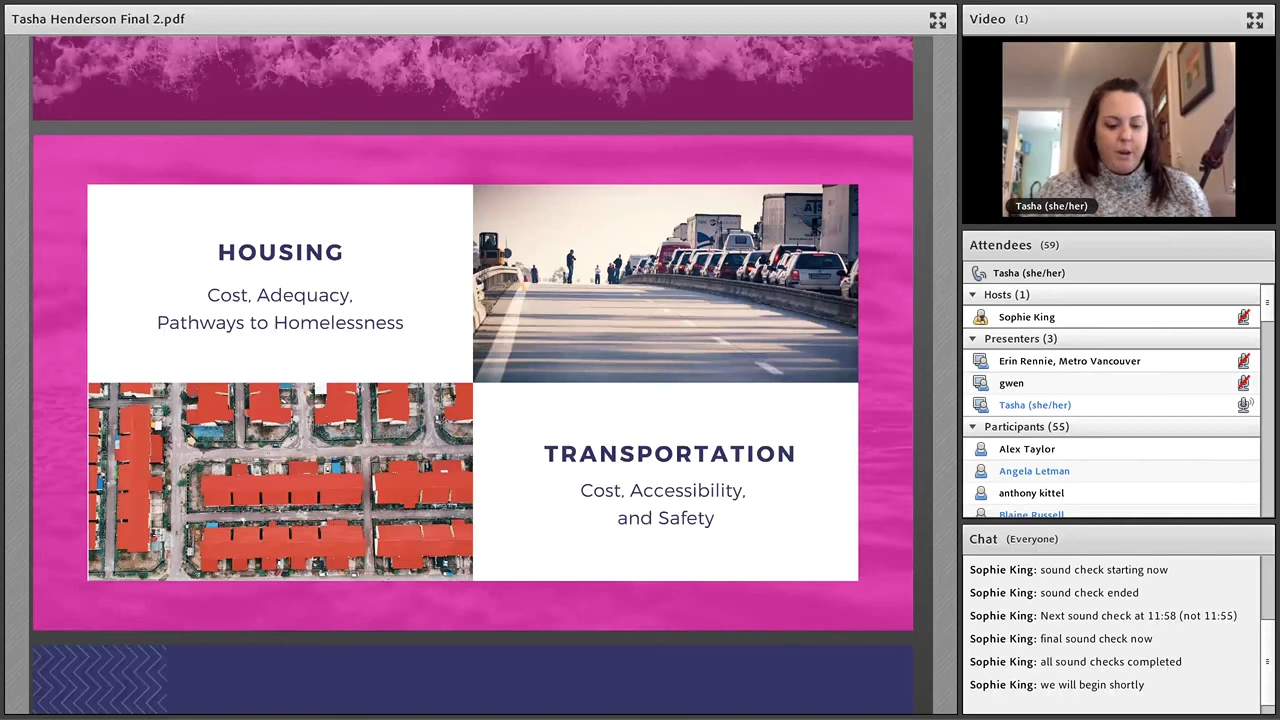 Tasha Henderson Final 2.pdf
HOUSING
Cost, Adequacy,
Pathways to Homelessness
TRANSPORTATION
Cost, Accessibility,
and Safety
Video (1)
Tasha (she/her)
Attendees (59)
Tasha (she/her)
Hosts (1)
Sophie King
Presenters (3)
Erin Rennie, Metro Vancouver
gwen
Tasha (she/her)
Participants (55)
Alex Taylor
Angela Letman
anthony kittel
Blaine Russell
Chat (Everyone)
Sophie King: sound check starting now
Sophie King: sound check ended
Sophie King: Next sound check at 11:58 (not 11:55)
Sophie King: final sound check now
Sophie King: all sound checks completed
Sophie King: we will begin shortly